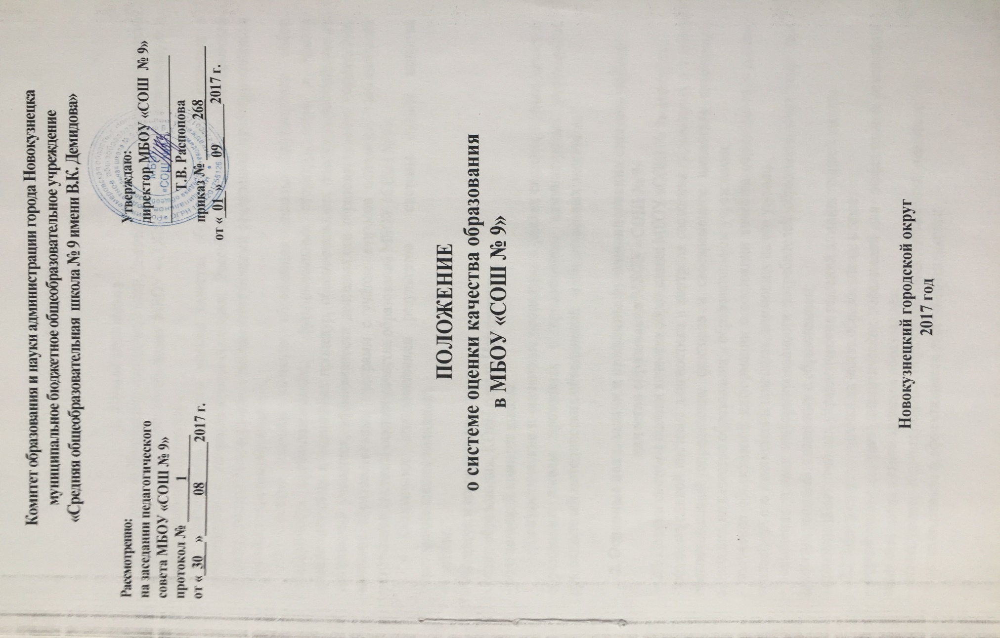 Комитет образования и науки администрации города Новокузнецка
муниципальное бюджетное общеобразовательное учреждение
«Средняя общеобразовательная школа № 9 имени В.К. Демидова»
Рассмотрено:
на заседании педагогического
совета МБОУ «СОШ № 9»
протокол № 1
от « 30 » 08 2017 г.
Утверждаю:
директор МБОУ «СОШ № 9»
Т.В. Распопова
приказ № 268
от « 01 » 09 2017 г.
ПОЛОЖЕНИЕ
о системе оценки качества образования
в МБОУ «СОШ № 9»
Новокузнецкий городской округ
2017 год